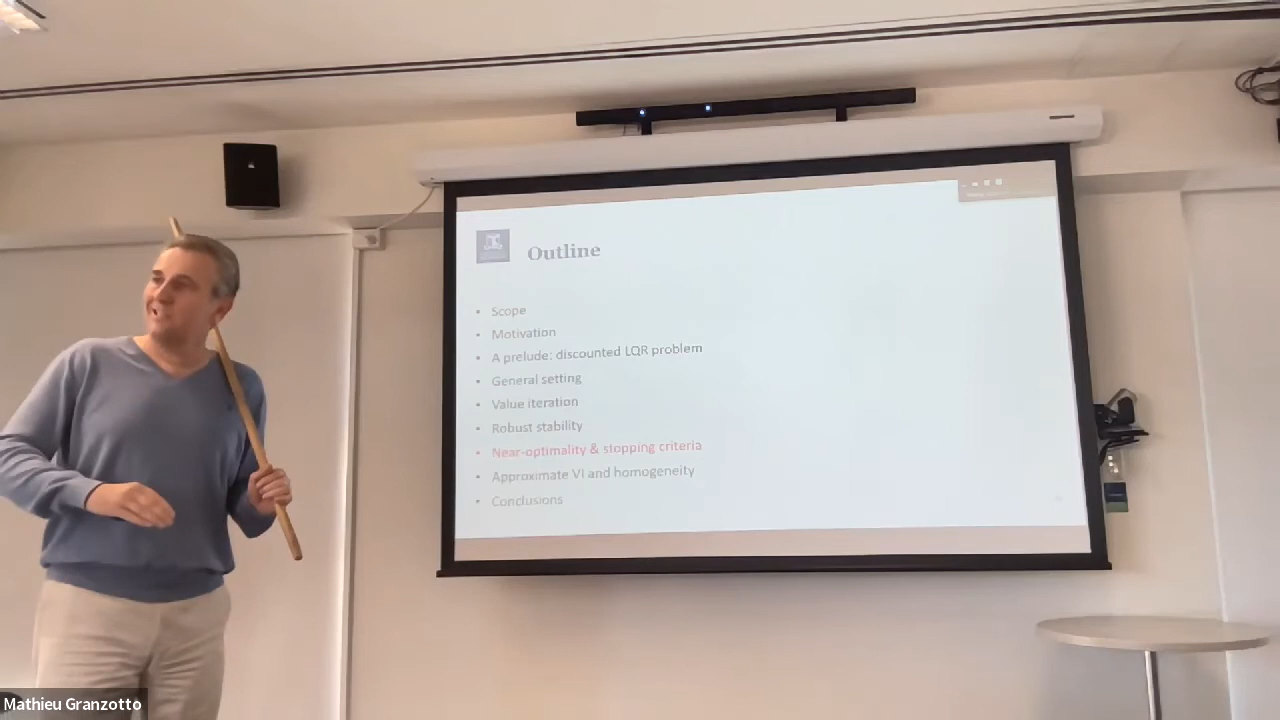 Outline
• Scope
• Motivation
• A prelude: discounted LQR problem
• General setting
• Value iteration
• Robust stability
• Near-optimality & stopping criteria
• Approximate VI and homogeneity
• Conclusions
Mathieu Granzotto